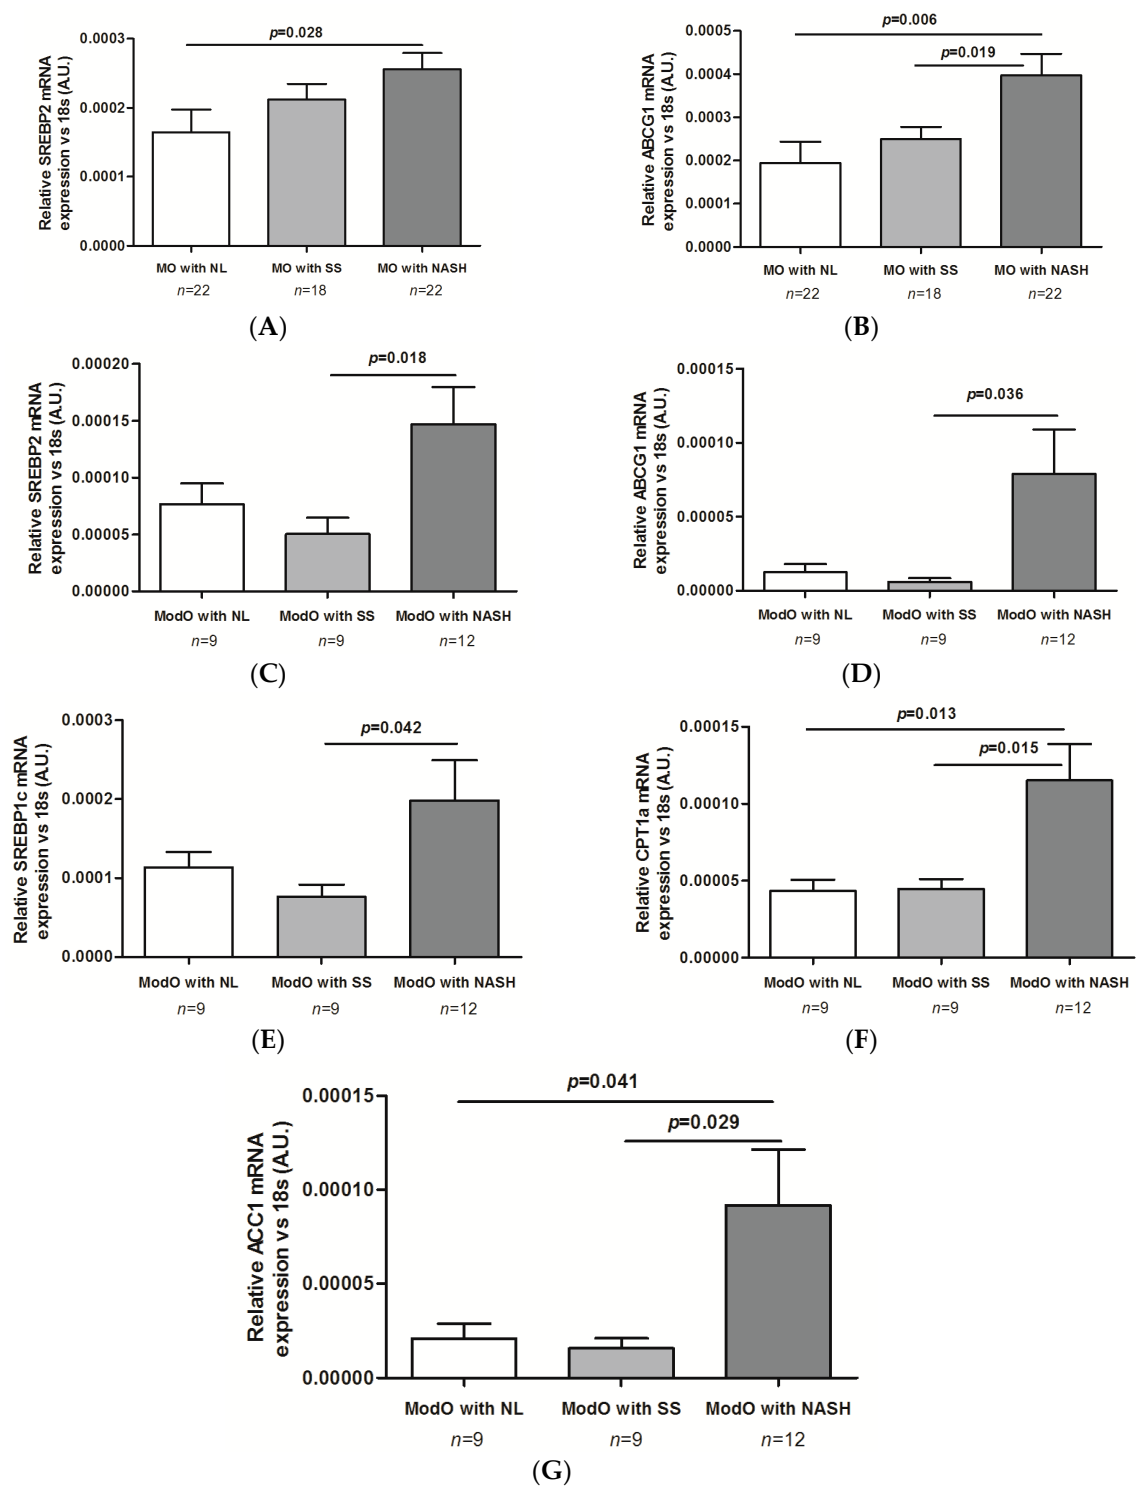 Relative SREBP2 mRNA
expression vs 18s (A.U.)
0.0003
0.0002
0.0001
0.0000
p=0.028
MO with NL
MO with SS
MO with NASH
n=22
n=18
n=22
(A)
Relative ABCG1 mRNA
expression vs 18s (A.U.)
0.0005
0.0004
0.0003
0.0002
0.0001
0.0000
p=0.006
p=0.019
MO with NL
MO with SS
MO with NASH
n=22
n=18
n=22
(B)
Relative SREBP2 mRNA
expression vs 18s (A.U.)
0.00020
0.00015
0.00010
0.00005
0.00000
p=0.018
ModO with NL
ModO with SS
ModO with NASH
n=9
n=9
n=12
(C)
Relative ABCG1 mRNA
expression vs 18s (A.U.)
0.00015
0.00010
0.00005
0.00000
p=0.036
ModO with NL
ModO with SS
ModO with NASH
n=9
n=9
n=12
(D)
Relative SREBP1c mRNA
expression vs 18s (A.U.)
0.0003
0.0002
0.0001
0.0000
p=0.042
ModO with NL
ModO with SS
ModO with NASH
n=9
n=9
n=12
(E)
Relative CPT1a mRNA
expression vs 18s (A.U.)
0.00015
0.00010
0.00005
0.00000
p=0.013
p=0.015
ModO with NL
ModO with SS
ModO with NASH
n=9
n=9
n=12
(F)
Relative ACC1 mRNA
expression vs 18s (A.U.)
0.00015
0.00010
0.00005
0.00000
p=0.041
p=0.029
ModO with NL
ModO with SS
ModO with NASH
n=9
n=9
n=12
(G)